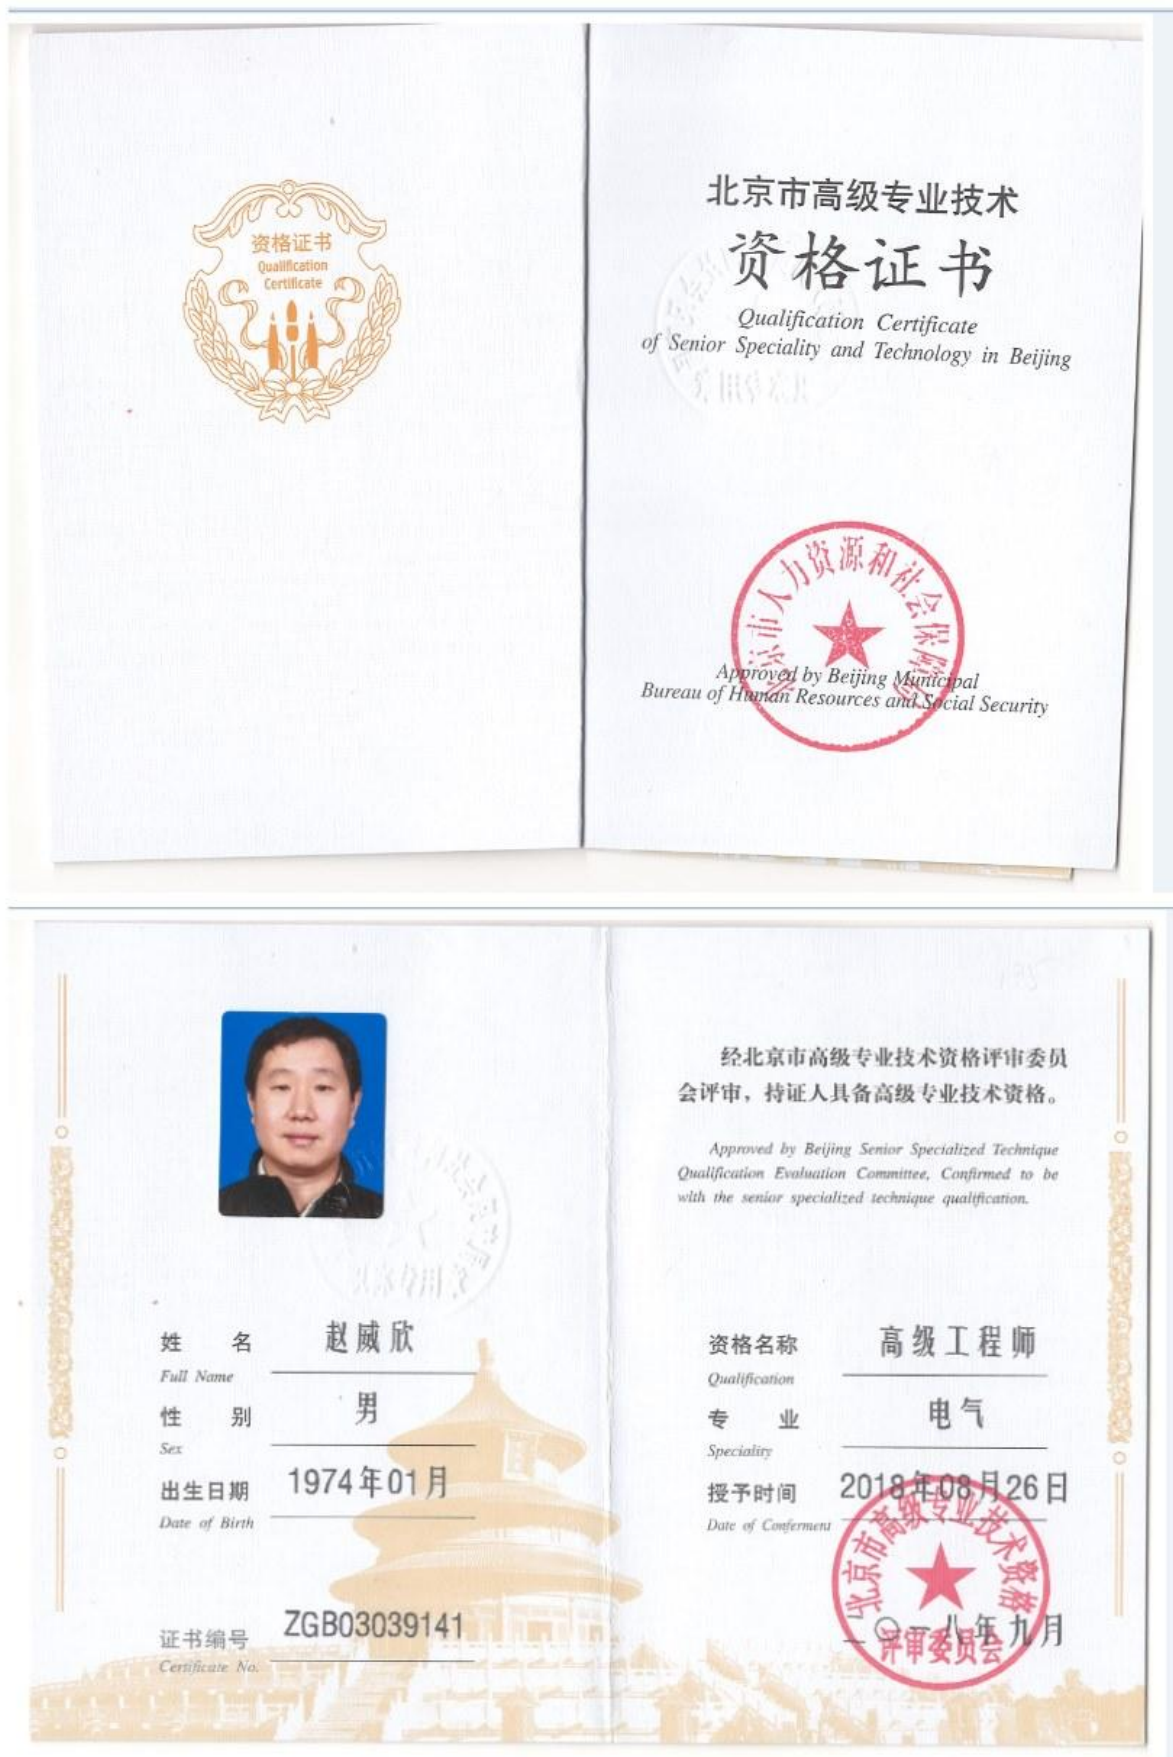 资格证书
Qualification
Certificate
北京市高级专业技术
资格证书
Qualification Certificate
of Senior Speciality and Technology in Beijing
北京市人力资源和社会保障局
Approved by Beijing Municipal
Bureau of Human Resources and Social Security
姓 名 赵威欣
Full Name
性 别 男
Sex
出生日期 1974年01月
Date of Birth
证书编号 ZGB03039141
Certificate No.
经北京市高级专业技术资格评审委员
会评审，持证人具备高级专业技术资格。
Approved by Beijing Senior Specialized Technique
Qualification Evaluation Committee, Confirmed to be
with the senior specialized technique qualification.
资格名称 高级工程师
Qualification
专 业 电气
Speciality
授予时间 2018年08月26日
Date of Conferment
北京市高级专业技术资格
评审委员会
二〇一八年九月